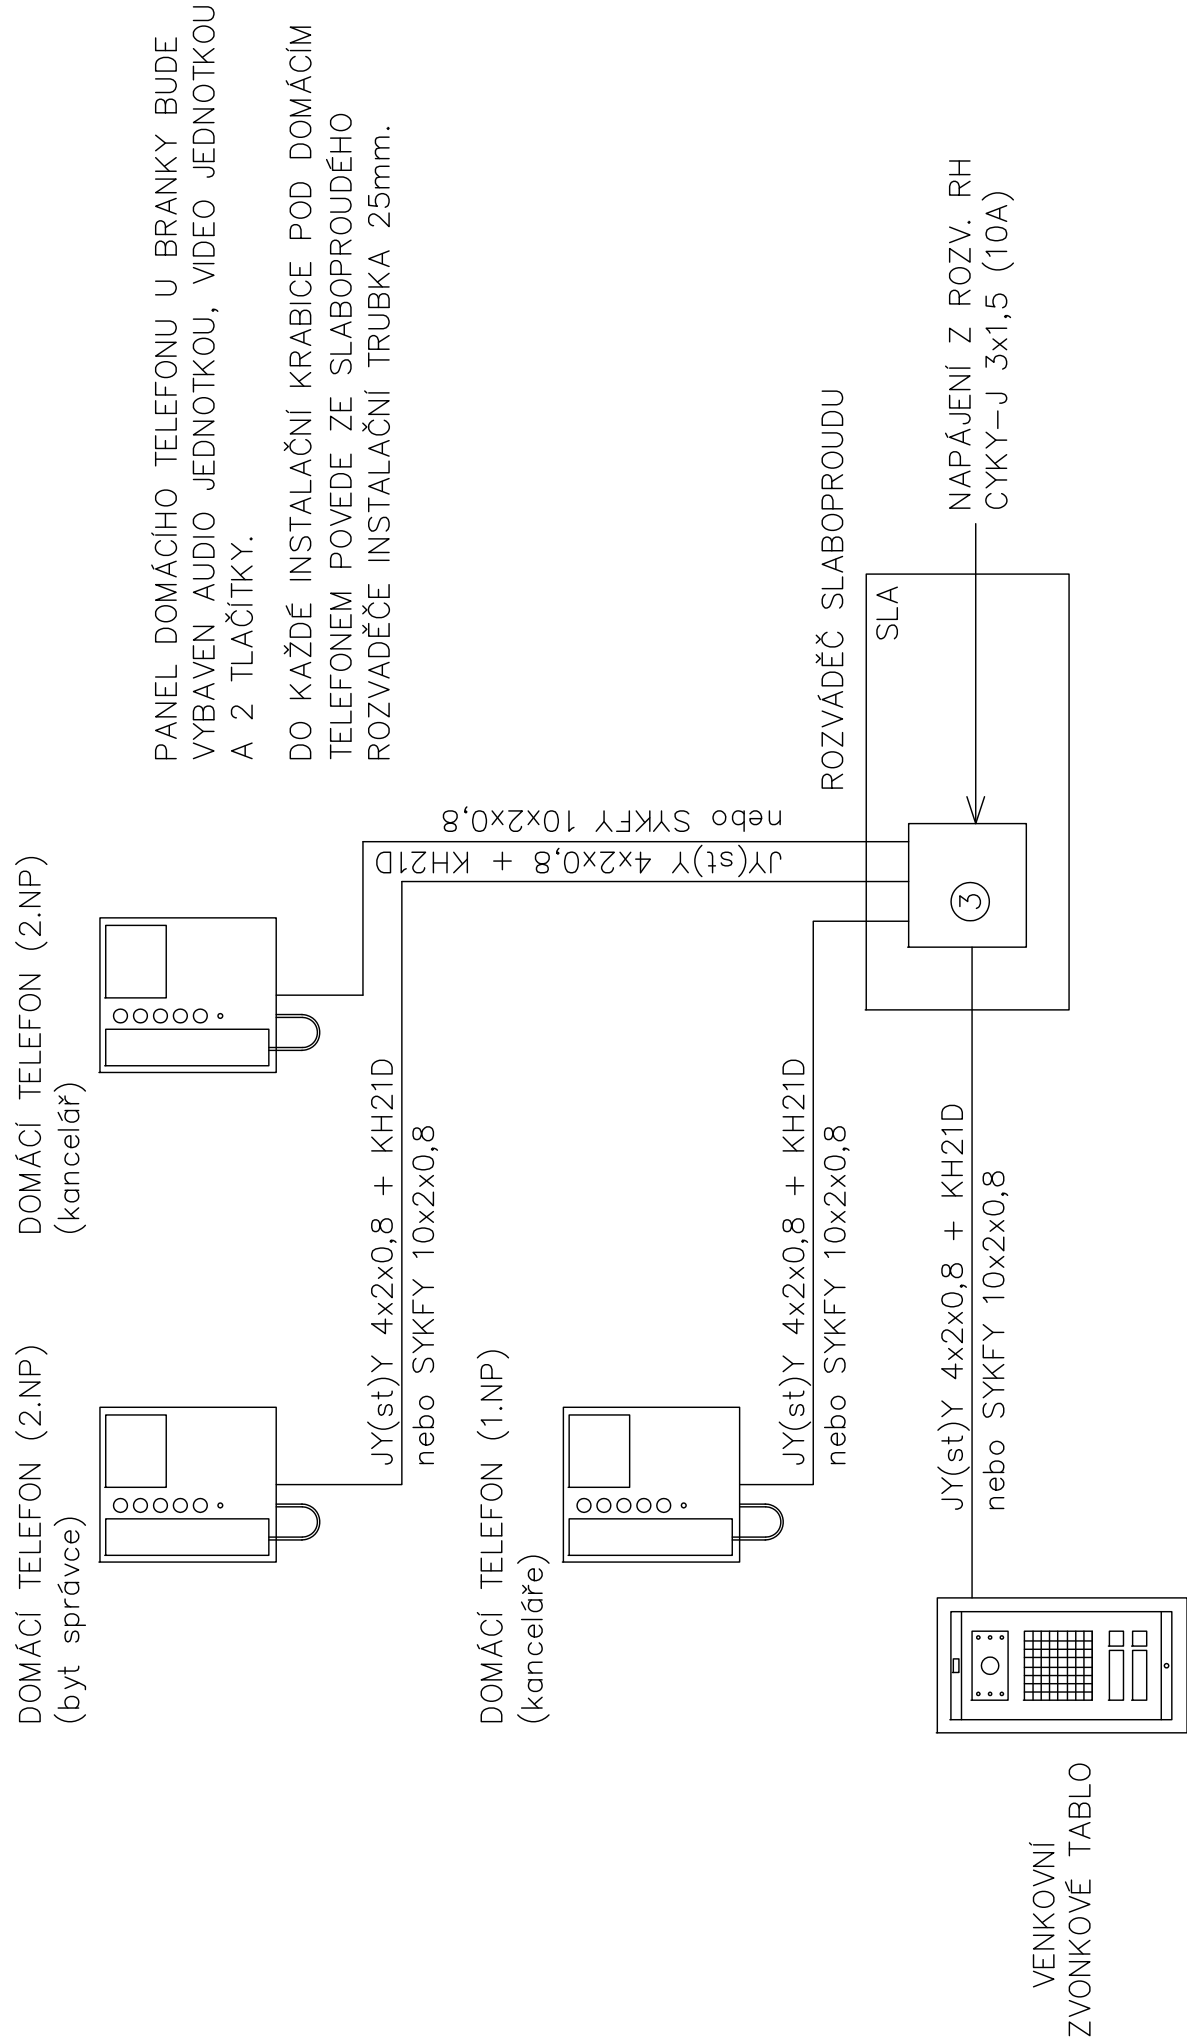 DOMÁCÍ TELEFON (2.NP)
(byt správce)
DOMÁCÍ TELEFON (2.NP)
(kancelář)
PANEL DOMÁCÍHO TELEFONU U BRANKY BUDE
VYBAVEN AUDIO JEDNOTKOU, VIDEO JEDNOTKOU
A 2 TLAČÍTKY.
DO KAŽDÉ INSTALAČNÍ KRABICE POD DOMÁCÍM
TELEFONEM POVEDE ZE SLABOPROUDÉHO
ROZVADĚČE INSTALAČNÍ TRUBKA 25mm.
JY(st)Y 4x2x0,8 + KH21D
nebo SYKFY 10x2x0,8
JY(st)Y 4x2x0,8 + KH21D
nebo SYKFY 10x2x0,8
DOMÁCÍ TELEFON (1.NP)
(kanceláře)
JY(st)Y 4x2x0,8 + KH21D
nebo SYKFY 10x2x0,8
ROZVÁDĚČ SLABOPROUDU
SLA
3
NAPÁJENÍ Z ROZV. RH
CYKY-J 3x1,5 (10A)
JY(st)Y 4x2x0,8 + KH21D
nebo SYKFY 10x2x0,8
VENKOVNÍ
ZVONKOVÉ TABLO